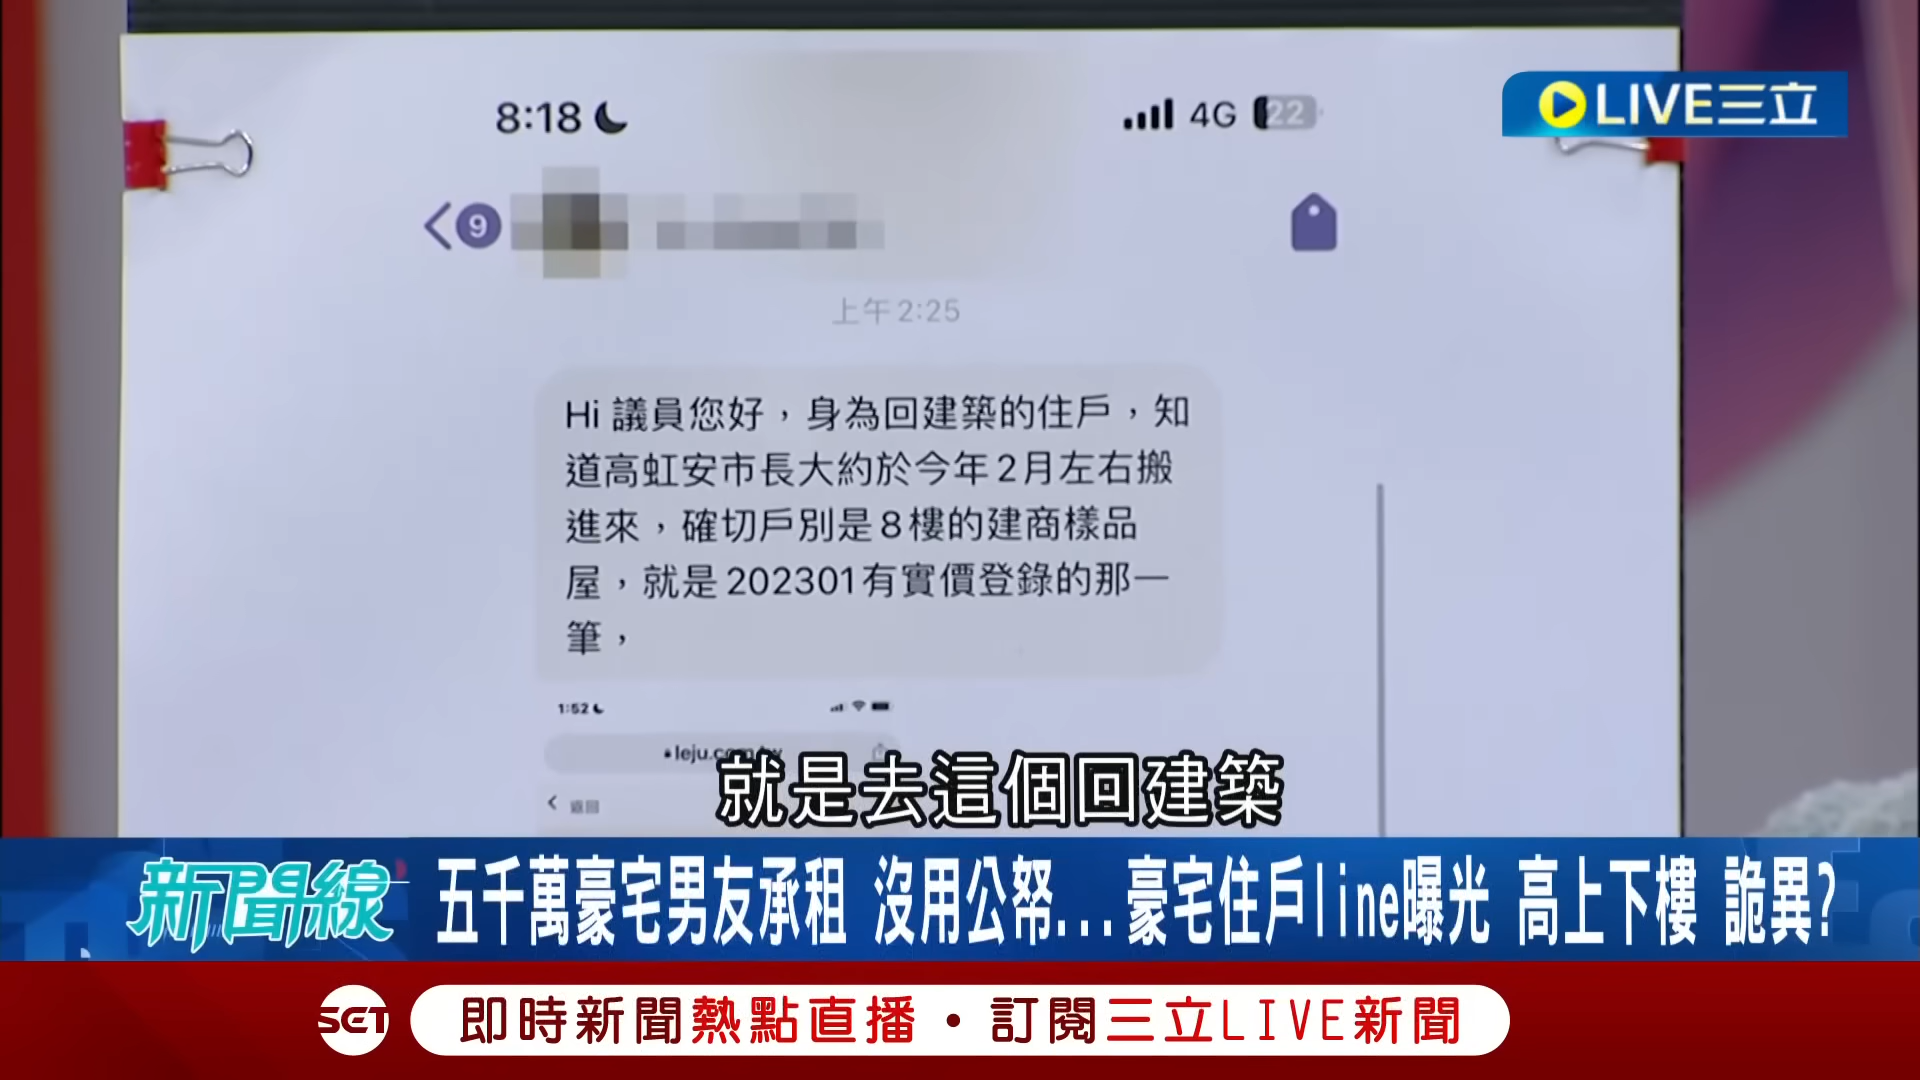 8:18
4G 22
LIVE三立
9
上午2:25
Hi 議員您好，身為回建築的住戶，知
道高虹安市長大約於今年2月左右搬
進來，確切戶別是8樓的建商樣品
屋，就是202301有實價登錄的那一
筆，
1:52
leju.com.tw
返回
就是去這個回建築
新聞線
五千萬豪宅男友承租 沒用公帑...豪宅住戶line曝光 高上下樓 詭異?
SET
即時新聞熱點直播•訂閱三立LIVE新聞